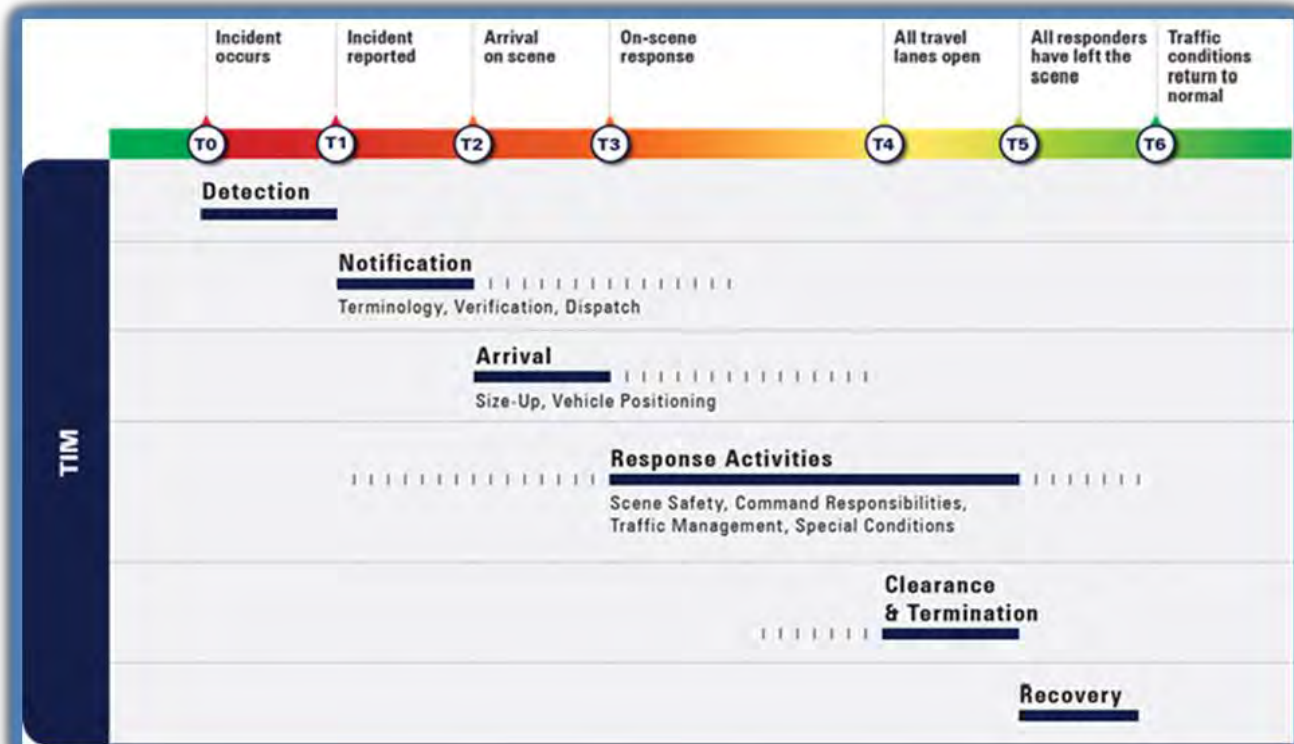 Incident
occurs
Incident
reported
Arrival
on scene
On-scene
response
All travel
lanes open
All responders
have left the
scene
Traffic
conditions
return to
normal
T0
T1
T2
T3
T4
T5
T6
TIM
Detection
Notification
Terminology, Verification, Dispatch
Arrival
Size-Up, Vehicle Positioning
Response Activities
Scene Safety, Command Responsibilities,
Traffic Management, Special Conditions
Clearance
& Termination
Recovery